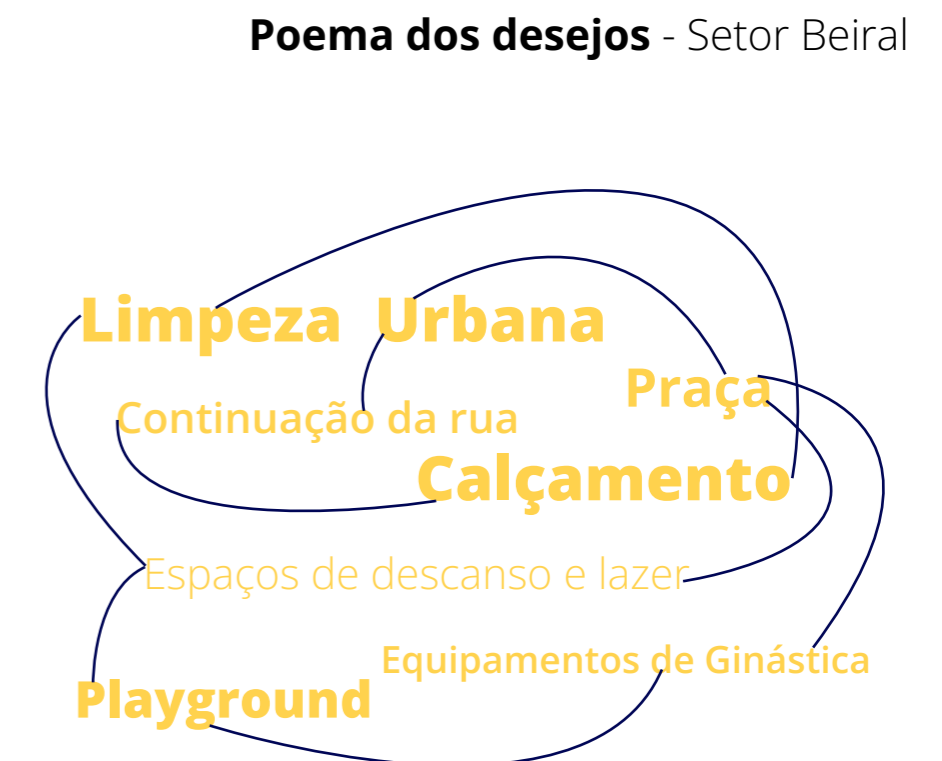 Poema dos desejos - Setor Beiral
Limpeza Urbana
Praça
Continuação da rua
Calçamento
Espaços de descanso e lazer
Equipamentos de Ginástica
Playground